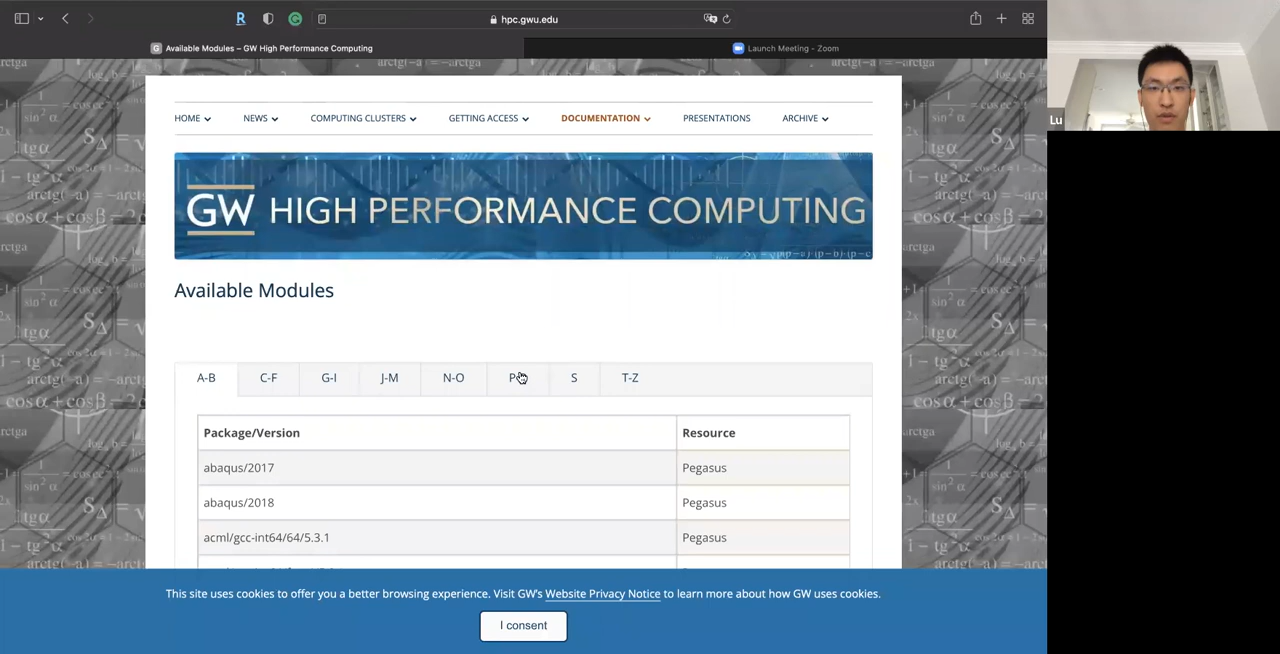 R
hpc.gwu.edu
G Available Modules – GW High Performance Computing
Launch Meeting - Zoom
HOME NEWS COMPUTING CLUSTERS GETTING ACCESS DOCUMENTATION PRESENTATIONS ARCHIVE
GW HIGH PERFORMANCE COMPUTING
Available Modules
A-B C-F G-I J-M N-O S T-Z
Package/Version Resource
abaqus/2017 Pegasus
abaqus/2018 Pegasus
acml/gcc-int64/64/5.3.1 Pegasus
This site uses cookies to offer you a better browsing experience. Visit GW's Website Privacy Notice to learn more about how GW uses cookies.
I consent
Lu